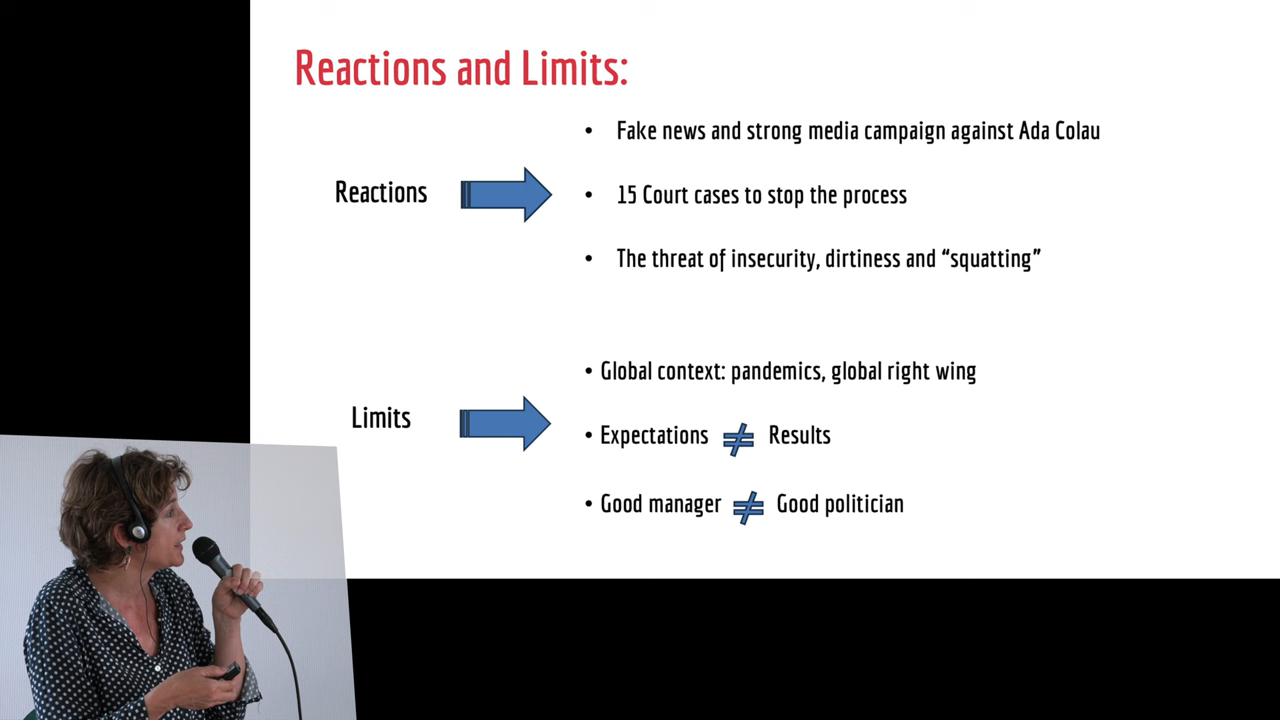 Reactions and Limits:
Reactions
• Fake news and strong media campaign against Ada Colau
• 15 Court cases to stop the process
• The threat of insecurity, dirtiness and “squatting”
Limits
• Global context: pandemics, global right wing
• Expectations ≠ Results
• Good manager ≠ Good politician